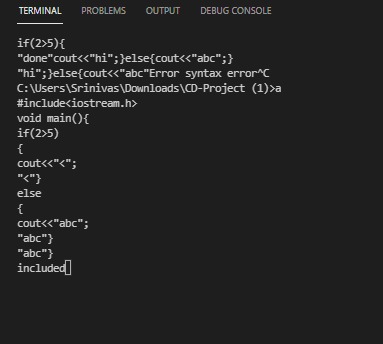 TERMINAL PROBLEMS OUTPUT DEBUG CONSOLE
if(2>5){
"done"cout<<"hi";}else{cout<<"abc";}
"hi";}else{cout<<"abc"Error syntax error^C
C:\Users\Srinivas\Downloads\CD-Project (1)>a
#include<iostream.h>
void main(){
if(2>5)
{
cout<<"<";
"<"}
else
{
cout<<"abc";
"abc"}
"abc"}
included